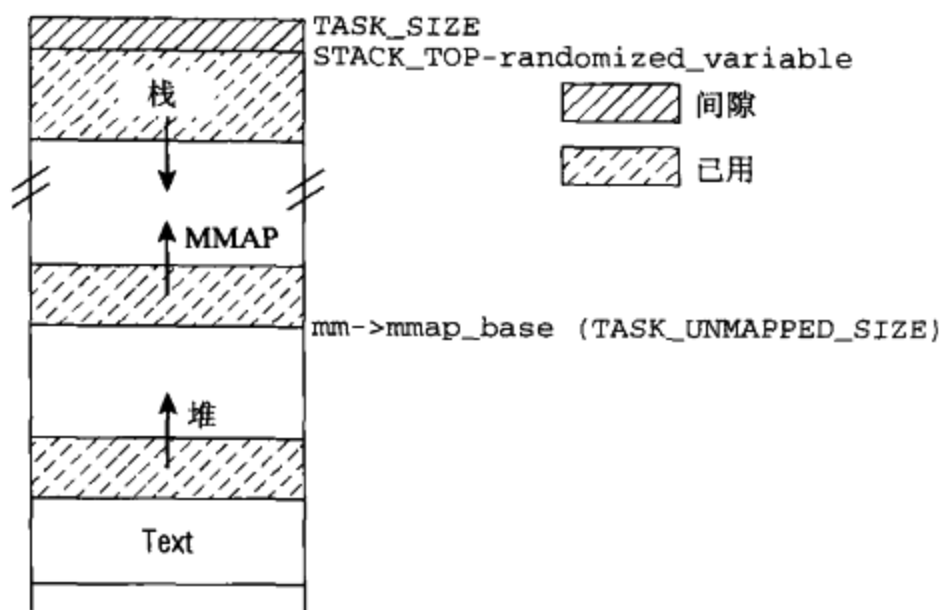 TASK_SIZE
STACK_TOP-randomized_variable
栈
间隙
已用
MMAP
mm->mmap_base (TASK_UNMAPPED_SIZE)
堆
Text